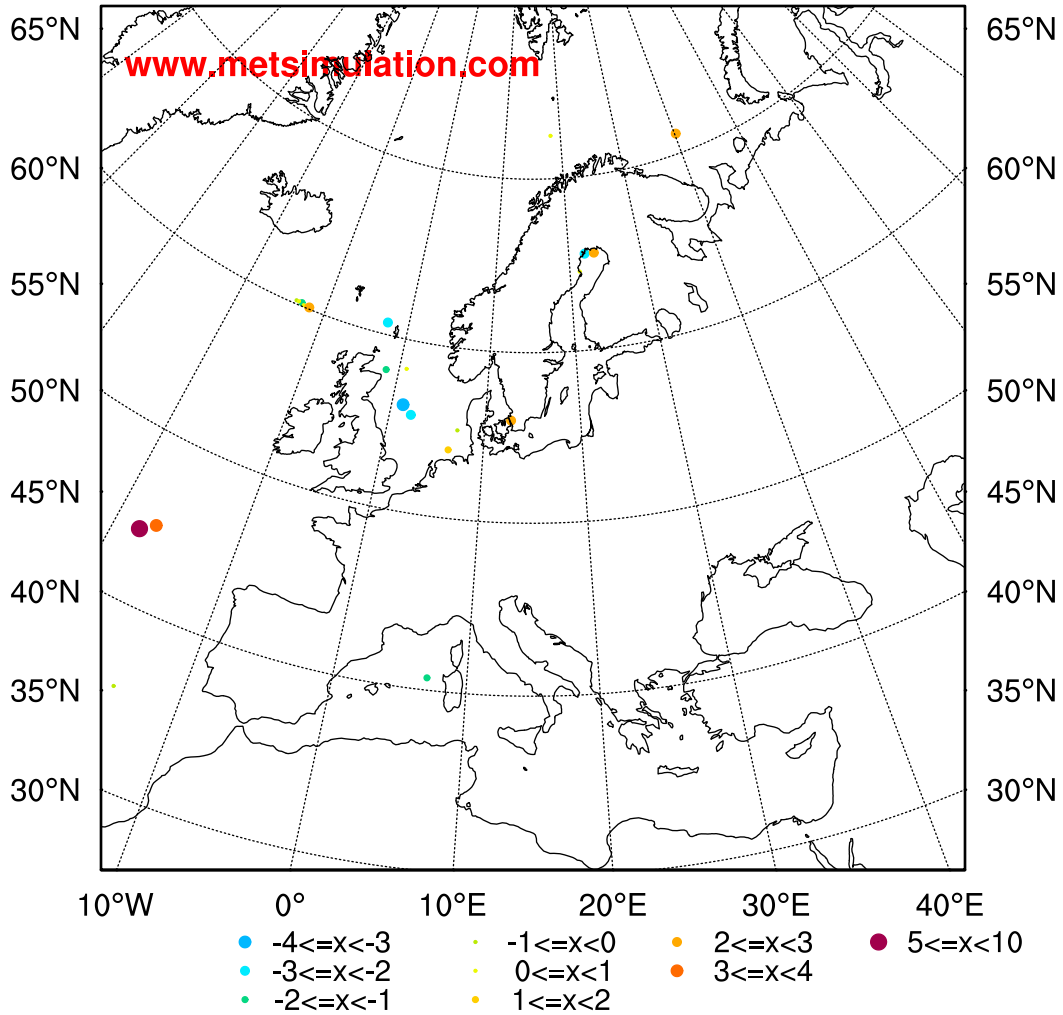 65°N 65°N
www.metsimulation.com
60°N 60°N
55°N 55°N
50°N 50°N
45°N 45°N
40°N 40°N
35°N 35°N
30°N 30°N
10°W 0° 10°E 20°E 30°E 40°E
-4<=x<-3 -1<=x<0 2<=x<3 5<=x<10
-3<=x<-2 0<=x<1 3<=x<4
-2<=x<-1 1<=x<2